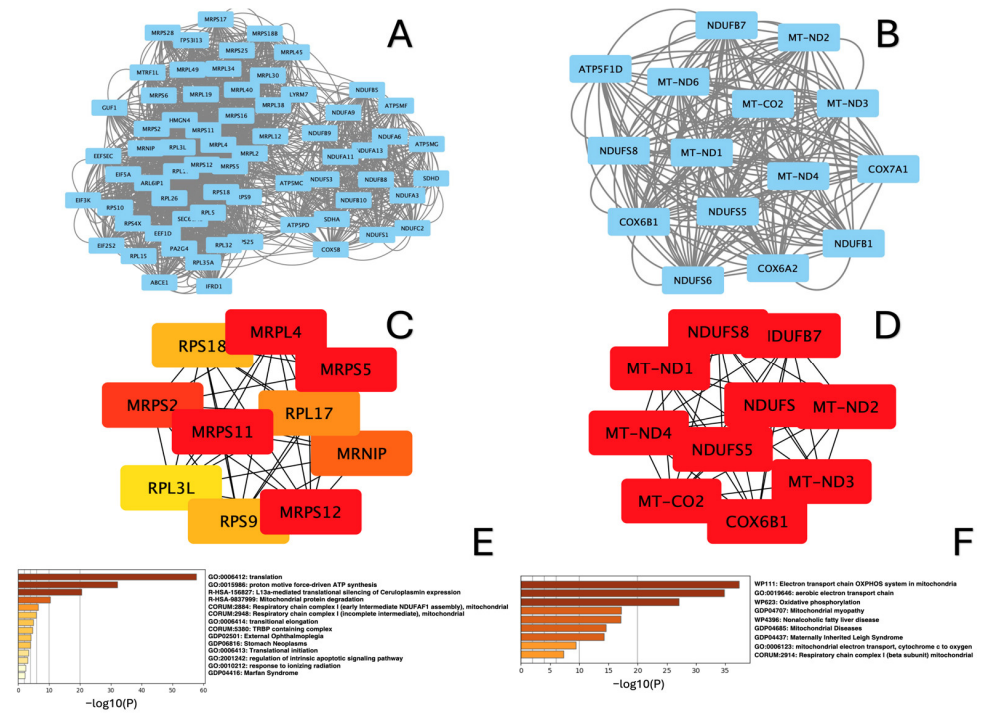 A
MRPS17
MRPS28
TPS3I13
MRPS18B
MRPS25
MRPL45
MTRF1L
MRPL49
MRPL34
MRPL30
MRPS6
MRPL19
MRPL40
LYRM7
NDUFB5
GUF1
MRPL38
ATP5MF
HMGN4
MRPS16
NDUFA9
MRPS2
MRPS11
MRPL12
NDUFB9
NDUFA6
MRNIP
RPL3L
MRPL4
MRPL2
NDUFA13
ATP5MG
EEFSEC
NDUFA11
MRPS12
MRPS5
EIF5A
ARL6IP1
ATP5MC
NDUFS3
NDUFB8
SDHD
EIF3K
RPL26
RPS18
IPS9
NDUFB10
NDUFA3
RPS10
RPL5
RPS4X
SEC6
ATP5PD
SDHA
EEF1D
NDUFS1
NDUFC2
EIF2S2
PA2G4
RPL32
PS25
COX5B
RPL15
RPL35A
ABCE1
IFRD1
B
NDUFB7
MT-ND2
ATP5F1D
MT-ND6
MT-CO2
MT-ND3
NDUFS8
MT-ND1
MT-ND4
COX7A1
COX6B1
NDUFS5
NDUFB1
NDUFS6
COX6A2
C
RPS18
MRPL4
MRPS5
MRPS2
RPL17
MRPS11
MRNIP
RPL3L
RPS9
MRPS12
D
NDUFS8
IDUFB7
MT-ND1
NDUFS
MT-ND2
MT-ND4
NDUFS5
MT-ND3
MT-CO2
COX6B1
E
GO:0006412: translation
GO:0015986: proton motive force-driven ATP synthesis
R-HSA-156827: L13a-mediated translational silencing of Ceruloplasmin expression
R-HSA-9837999: Mitochondrial protein degradation
CORUM:2884: Respiratory chain complex I (early Intermediate NDUFAF1 assembly), mitochondrial
CORUM:2948: Respiratory chain complex I (incomplete intermediate), mitochondrial
GO:0006414: transitional elongation
CORUM:5380: TRBP containing complex
GDP02501: External Ophthalmoplegia
GDP06816: Stomach Neoplasms
GO:0006413: Translational initiation
GO:2001242: regulation of intrinsic apoptotic signaling pathway
GO:0010212: response to ionizing radiation
GDP04416: Marfan Syndrome
0 10 20 30 40 50 60
−log10(P)
F
WP111: Electron transport chain OXPHOS system in mitochondria
GO:0019646: aerobic electron transport chain
WP623: Oxidative phosphorylation
GDP04707: Mitochondrial myopathy
WP4396: Nonalcoholic fatty liver disease
GDP04685: Mitochondrial Diseases
GDP04437: Maternally Inherited Leigh Syndrome
GO:0006123: mitochondrial electron transport, cytochrome c to oxygen
CORUM:2914: Respiratory chain complex I (beta subunit) mitochondrial
0 5 10 15 20 25 30 35
−log10(P)